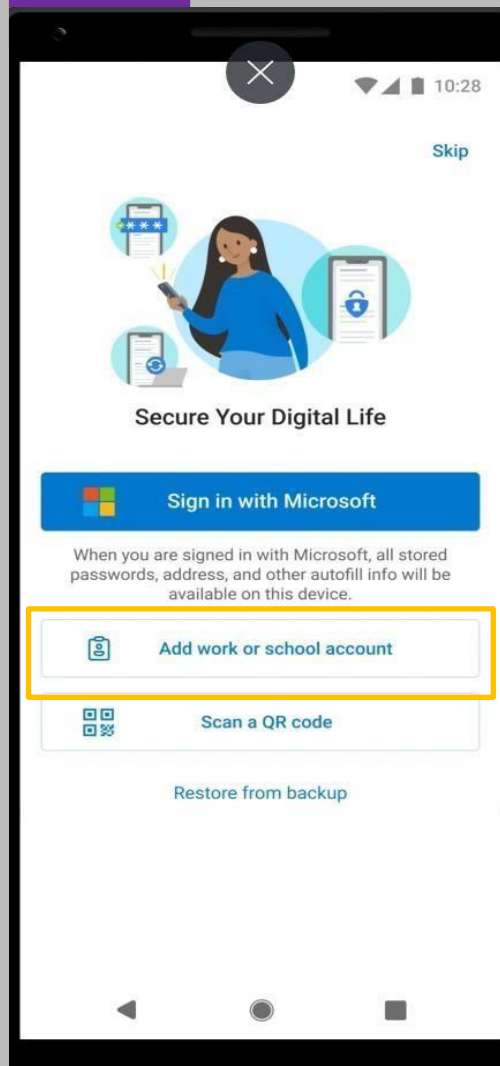 10:28
Skip
***
Secure Your Digital Life
Sign in with Microsoft
When you are signed in with Microsoft, all stored
passwords, address, and other autofill info will be
available on this device.
Add work or school account
Scan a QR code
Restore from backup